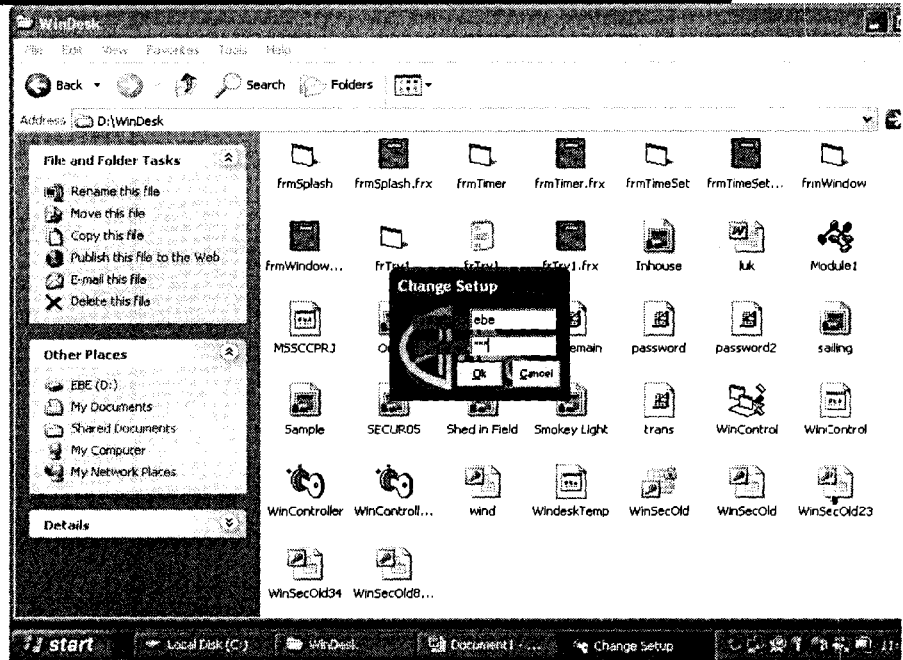 WinDesk
File Edit View Favorites Tools Help
Back Search Folders
Address D:\WinDesk
File and Folder Tasks
Rename this file
Move this file
Copy this file
Publish this file to the Web
E-mail this file
Delete this file
Other Places
EBE (D:)
My Documents
Shared Documents
My Computer
My Network Places
Details
frmSplash frmSplash.frx frmTimer frmTimer.frx frmTimeSet frmTimeSet... frmWindow
frmWindow... frTry1 frTry1 frTry1.frx Inhouse luk Module1
MSSCCPRJ password password2 sailing
Sample SECUR05 Shed in Field Smokey Light trans WinControl WinControl
WinController WinControll... wind WindeskTemp WinSecOld WinSecOld WinSecOld23
WinSecOld34 WinSecOld8...
Change Setup
ebe
***
Ok Cancel
start Local Disk (C:) WinDesk Document1 - ... Change Setup 11: